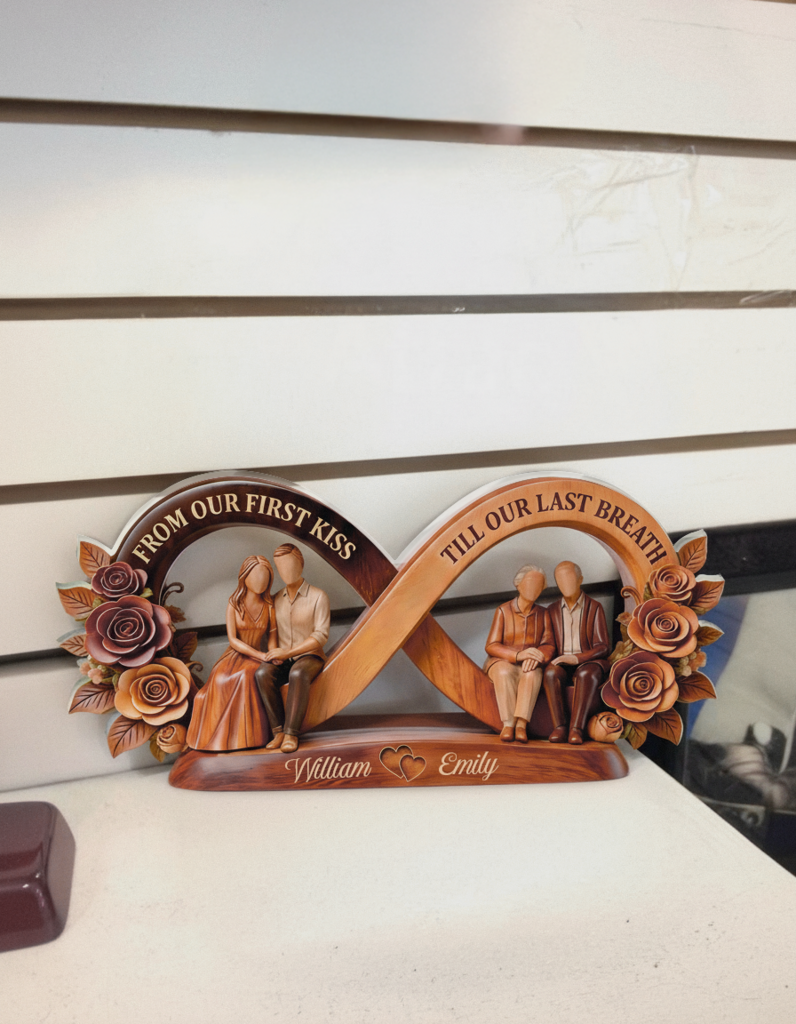 FROM OUR FIRST KISS
TILL OUR LAST BREATH
William Emily